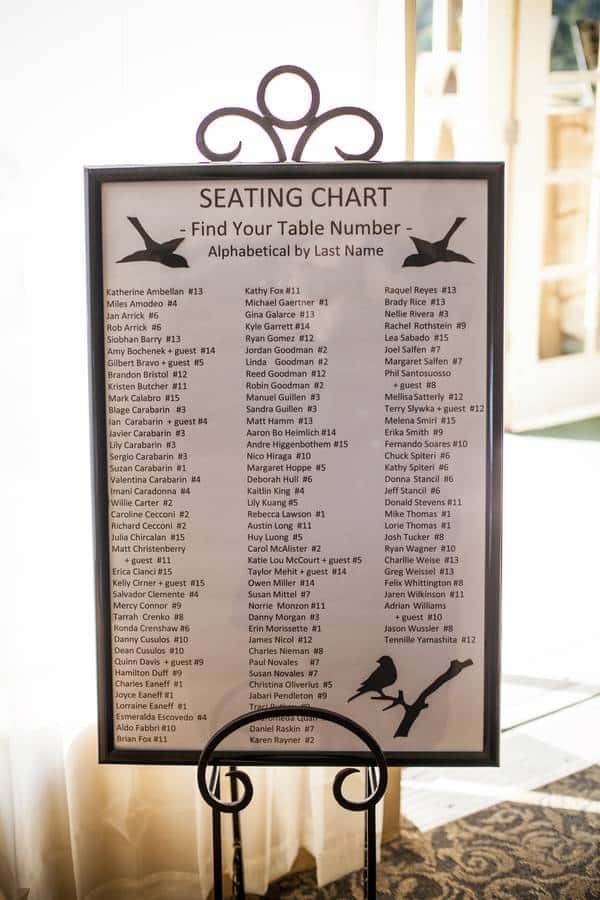 SEATING CHART
- Find Your Table Number -
Alphabetical by Last Name
Katherine Ambellan #13
Miles Amodeo #4
Jan Arrick #6
Rob Arrick #6
Siobhan Barry #13
Amy Bochenek + guest #14
Gilbert Bravo + guest #5
Brandon Bristol #12
Kristen Butcher #11
Mark Calabro #15
Blage Carabarin #3
Ian Carabarin + guest #4
Javier Carabarin #3
Lily Carabarin #3
Sergio Carabarin #3
Suzan Carabarin #1
Valentina Carabarin #4
Imani Caradonna #4
Willie Carter #2
Caroline Cecconi #2
Richard Cecconi #2
Julia Chircalan #15
Matt Christenberry
+ guest #11
Erica Cianci #15
Kelly Cirner + guest #15
Salvador Clemente #4
Mercy Connor #9
Tarrah Crenko #8
Ronda Crenshaw #6
Danny Cusulos #10
Dean Cusulos #10
Quinn Davis + guest #9
Hamilton Duff #9
Charles Eaneff #1
Joyce Eaneff #1
Lorraine Eaneff #1
Esmeralda Escovedo #4
Aldo Fabbri #10
Brian Fox #11
Kathy Fox #11
Michael Gaertner #1
Gina Galarce #13
Kyle Garrett #14
Ryan Gomez #12
Jordan Goodman #2
Linda Goodman #2
Reed Goodman #12
Robin Goodman #2
Manuel Guillen #3
Sandra Guillen #3
Matt Hamm #13
Aaron Bo Heimlich #14
Andre Higgenbothem #15
Nico Hiraga #10
Margaret Hoppe #5
Deborah Hull #6
Kaitlin King #4
Lily Kuang #5
Rebecca Lawson #1
Austin Long #11
Huy Luong #5
Carol McAlister #2
Katie Lou McCourt + guest #5
Taylor Mehit + guest #14
Owen Miller #14
Susan Mittel #7
Norrie Monzon #11
Danny Morgan #3
Erin Morissette #1
James Nicol #12
Charles Nieman #8
Paul Novales #7
Susan Novales #7
Christina Oliverius #5
Jabari Pendleton #9
Traci
Quan
Daniel Raskin #7
Karen Rayner #2
Raquel Reyes #13
Brady Rice #13
Nellie Rivera #3
Rachel Rothstein #9
Lea Sabado #15
Joel Salfen #7
Margaret Salfen #7
Phil Santosuosso
+ guest #8
Mellisa Satterly #12
Terry Slywka + guest #12
Melena Smiri #15
Erika Smith #9
Fernando Soares #10
Chuck Spiteri #6
Kathy Spiteri #6
Donna Stancil #6
Jeff Stancil #6
Donald Stevens #11
Mike Thomas #1
Lorie Thomas #1
Josh Tucker #8
Ryan Wagner #10
Charllie Weise #13
Greg Weissel #13
Felix Whittington #8
Jaren Wilkinson #11
Adrian Williams
+ guest #10
Jason Wussler #8
Tennille Yamashita #12